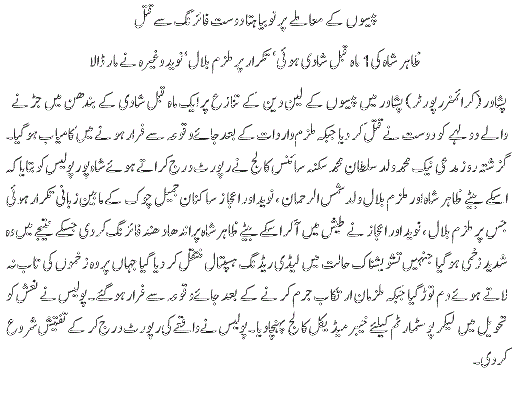 پیسوں کے معاملے پر نوبیاہتا دوست فائرنگ سے قتل
طاہر شاہ کی 1 ماہ قبل شادی ہوئی‘ تکرار پر ملزم بلال‘ نوید وغیرہ نے مار ڈالا
پشاور (کرائمز رپورٹر) پشاور میں پیسوں کے لین دین کے تنازع پر ایک ماہ قبل شادی کے بندھن میں جڑنے
والے دولہے کو دوست نے قتل کر دیا جبکہ ملزم واردات کے بعد جائے وقوعہ سے فرار ہونے میں کامیاب ہو گیا۔
گزشتہ روز مدعی نیک محمد ولد سلطان محمد سکنہ سائنس کالج نے رپورٹ درج کراتے ہوئے شاہ پور پولیس کو بتایا کہ
اسکے بیٹے طاہر شاہ اور ملزم بلال ولد شمس الرحمان، نوید اور اعجاز ساکنان جمیل چوک کے مابین زبانی تکرار ہوئی
جس پر ملزم بلال، نوید اور اعجاز نے طیش میں آکر اسکے بیٹے طاہر شاہ پر اندھا دھند فائرنگ کر دی جسکے نتیجے میں وہ
شدید زخمی ہو گیا جنہیں تشویشناک حالت میں لیڈی ریڈنگ ہسپتال منتقل کر دیا گیا جہاں پر وہ زخموں کی تاب نہ
لاتے ہوئے دم توڑ گیا جبکہ ملزمان ارتکاب جرم کرنے کے بعد جائے وقوعہ سے فرار ہو گئے۔ پولیس نے نعش کو
تحویل میں لیکر پوسٹمارٹم کیلئے خیبر میڈیکل کالج پہنچا دیا۔ پولیس نے واقعے کی رپورٹ درج کر کے تفتیش شروع
کر دی۔